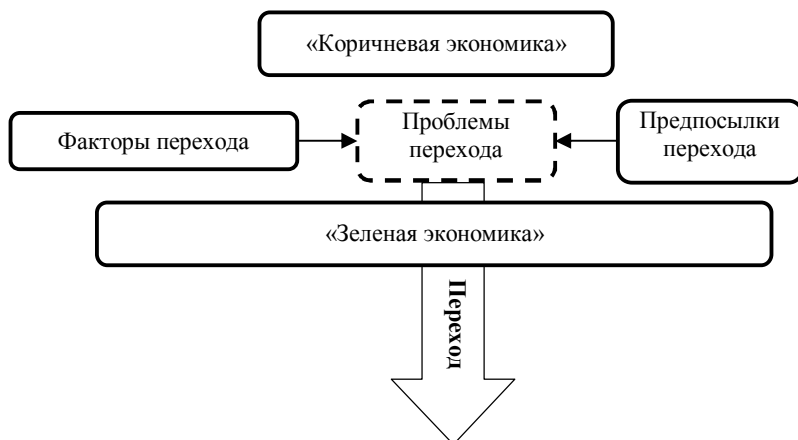 «Коричневая экономика»
Факторы перехода
Проблемы
перехода
Предпосылки
перехода
«Зеленая экономика»
Переход